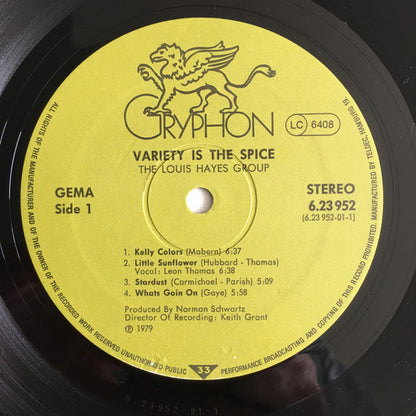 GRYPHON
LC 6408
VARIETY IS THE SPICE
THE LOUIS HAYES GROUP
GEMA
Side 1
STEREO
6.23952
(6.23 952-01-1)
1. Kelly Colors (Mabern) 6:37
2. Little Sunflower (Hubbard - Thomas)
Vocal: Leon Thomas 6:38
3. Stardust (Carmichael - Parish) 5:09
4. Whats Goin On (Gaye) 5:58
Produced By Norman Schwartz
Director Of Recording: Keith Grant
Ⓟ 1979
33
ALL RIGHTS OF THE MANUFACTURER AND OF THE OWNER OF THE RECORDED WORK RESERVED UNAUTHORIZED PUBLIC PERFORMANCE BROADCASTING AND COPYING OF THIS RECORD PROHIBITED. MANUFACTURED BY TELDEC, HAMBURG 19.